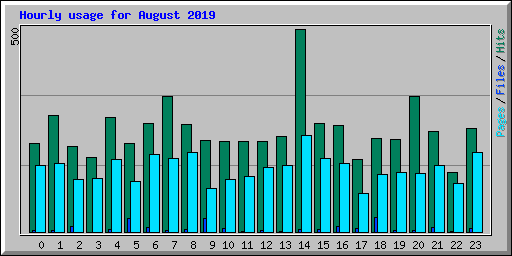 Hourly usage for August 2019
500
Pages/Files/Hits
0 1 2 3 4 5 6 7 8 9 10 11 12 13 14 15 16 17 18 19 20 21 22 23